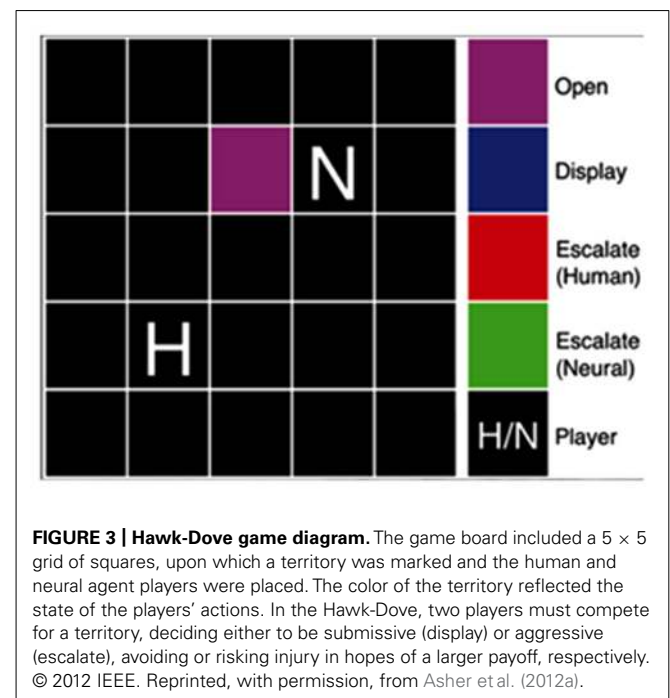 Open
N
Display
Escalate
(Human)
H
Escalate
(Neural)
H/N Player
FIGURE 3 | Hawk-Dove game diagram. The game board included a 5 × 5
grid of squares, upon which a territory was marked and the human and
neural agent players were placed. The color of the territory reflected the
state of the players' actions. In the Hawk-Dove, two players must compete
for a territory, deciding either to be submissive (display) or aggressive
(escalate), avoiding or risking injury in hopes of a larger payoff, respectively.
© 2012 IEEE. Reprinted, with permission, from Asher et al. (2012a).